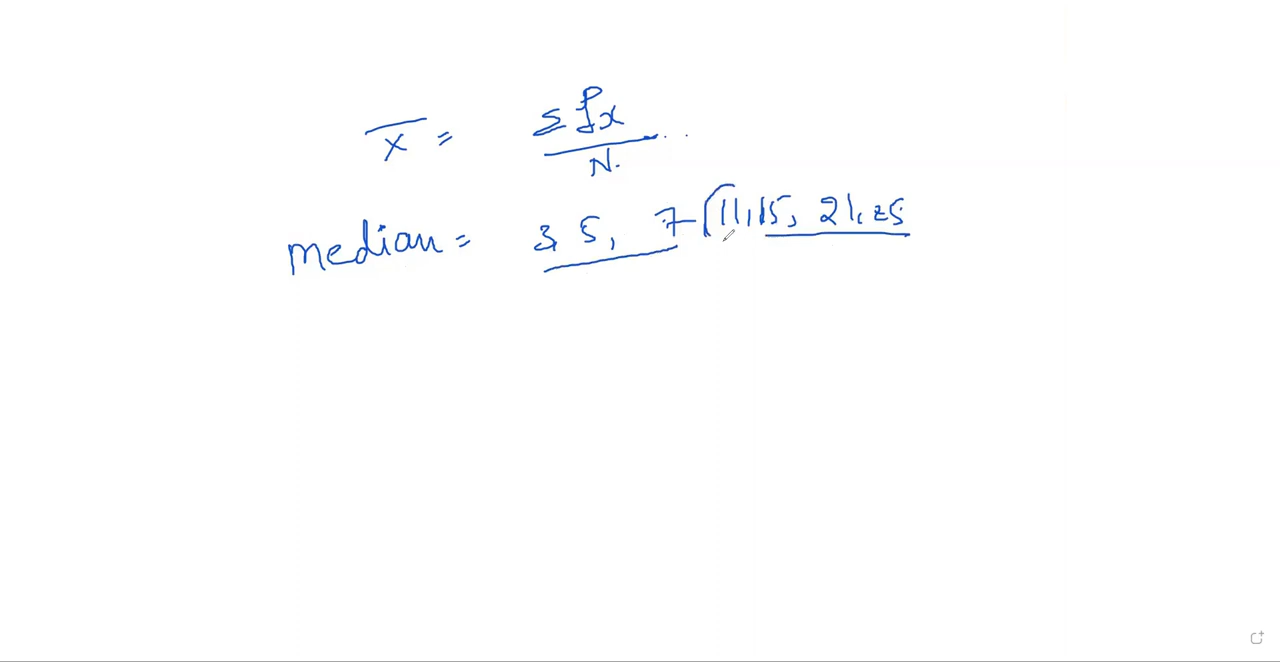 x̄ = Σfx / N.
median = 3, 5, 7 (11, 15, 21, 25